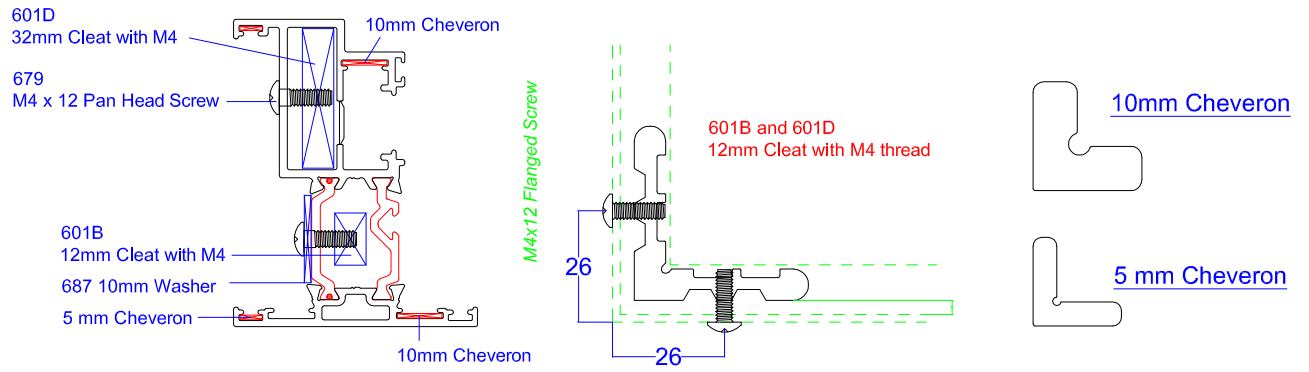 601D
32mm Cleat with M4
10mm Cheveron
679
M4 x 12 Pan Head Screw
601B
12mm Cleat with M4
687 10mm Washer
5 mm Cheveron
10mm Cheveron
M4x12 Flanged Screw
601B and 601D
12mm Cleat with M4 thread
26
26
10mm Cheveron
5 mm Cheveron